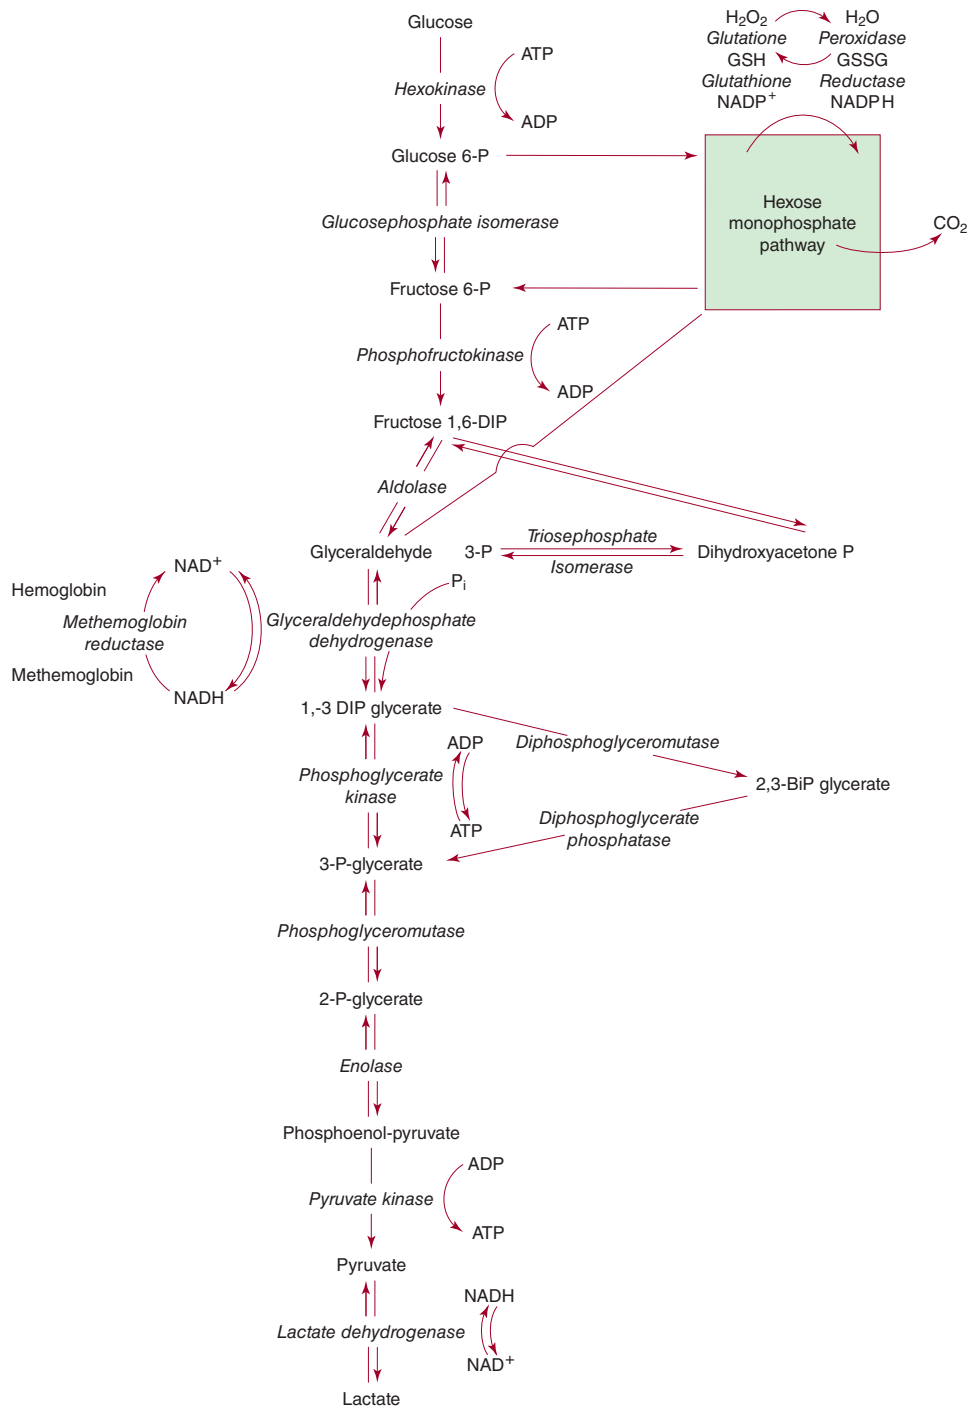 Glucose
ATP
Hexokinase
ADP
Glucose 6-P
H₂O₂ H₂O
Glutatione Peroxidase
GSH GSSG
Glutathione Reductase
NADP⁺ NADPH
Hexose
monophosphate
pathway
CO₂
Glucosephosphate isomerase
Fructose 6-P
ATP
Phosphofructokinase
ADP
Fructose 1,6-DIP
Aldolase
Glyceraldehyde 3-P
Triosephosphate
Isomerase
Dihydroxyacetone P
NAD⁺
Hemoglobin
Methemoglobin
reductase
Methemoglobin
NADH
Pᵢ
Glyceraldehydephosphate
dehydrogenase
1,-3 DIP glycerate
Diphosphoglyceromutase
2,3-BiP glycerate
Diphosphoglycerate
phosphatase
ADP
Phosphoglycerate
kinase
ATP
3-P-glycerate
Phosphoglyceromutase
2-P-glycerate
Enolase
Phosphoenol-pyruvate
ADP
Pyruvate kinase
ATP
Pyruvate
NADH
Lactate dehydrogenase
NAD⁺
Lactate